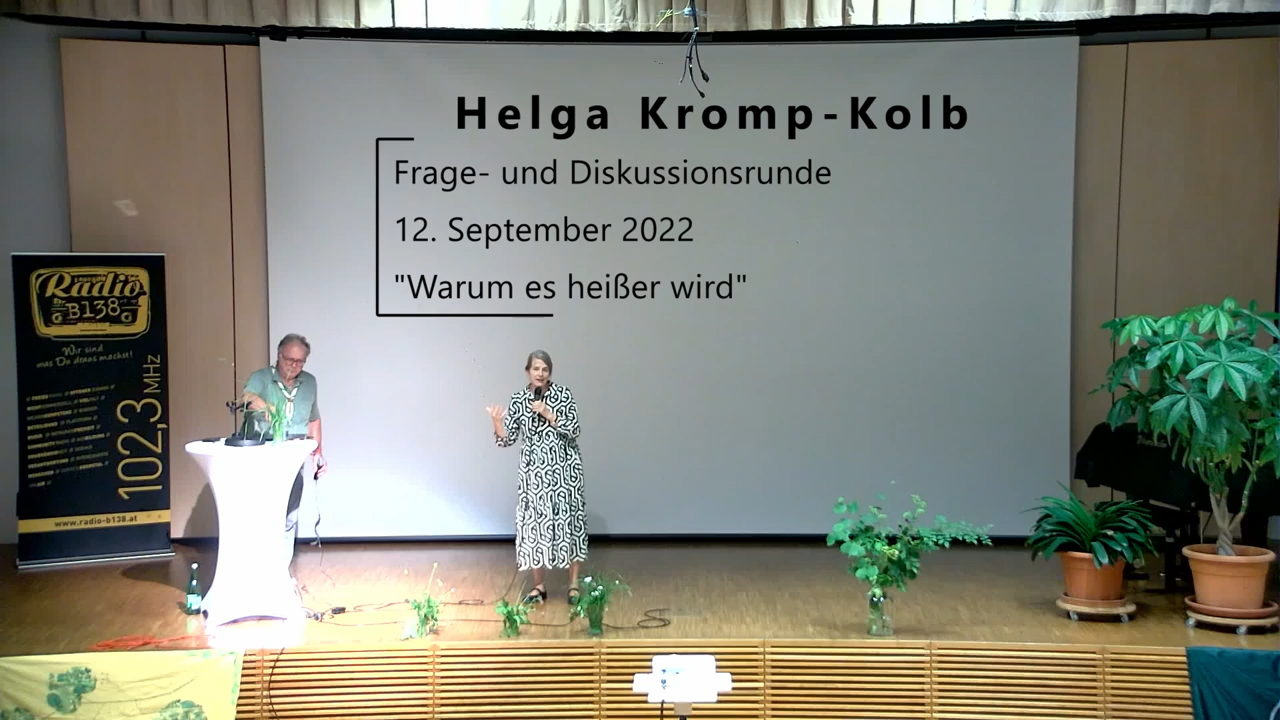 Helga Kromp-Kolb
Frage- und Diskussionsrunde
12. September 2022
"Warum es heißer wird"
Radio
B138
Wir sind
was Du draus machst!
102,3 MHz
www.radio-b138.at